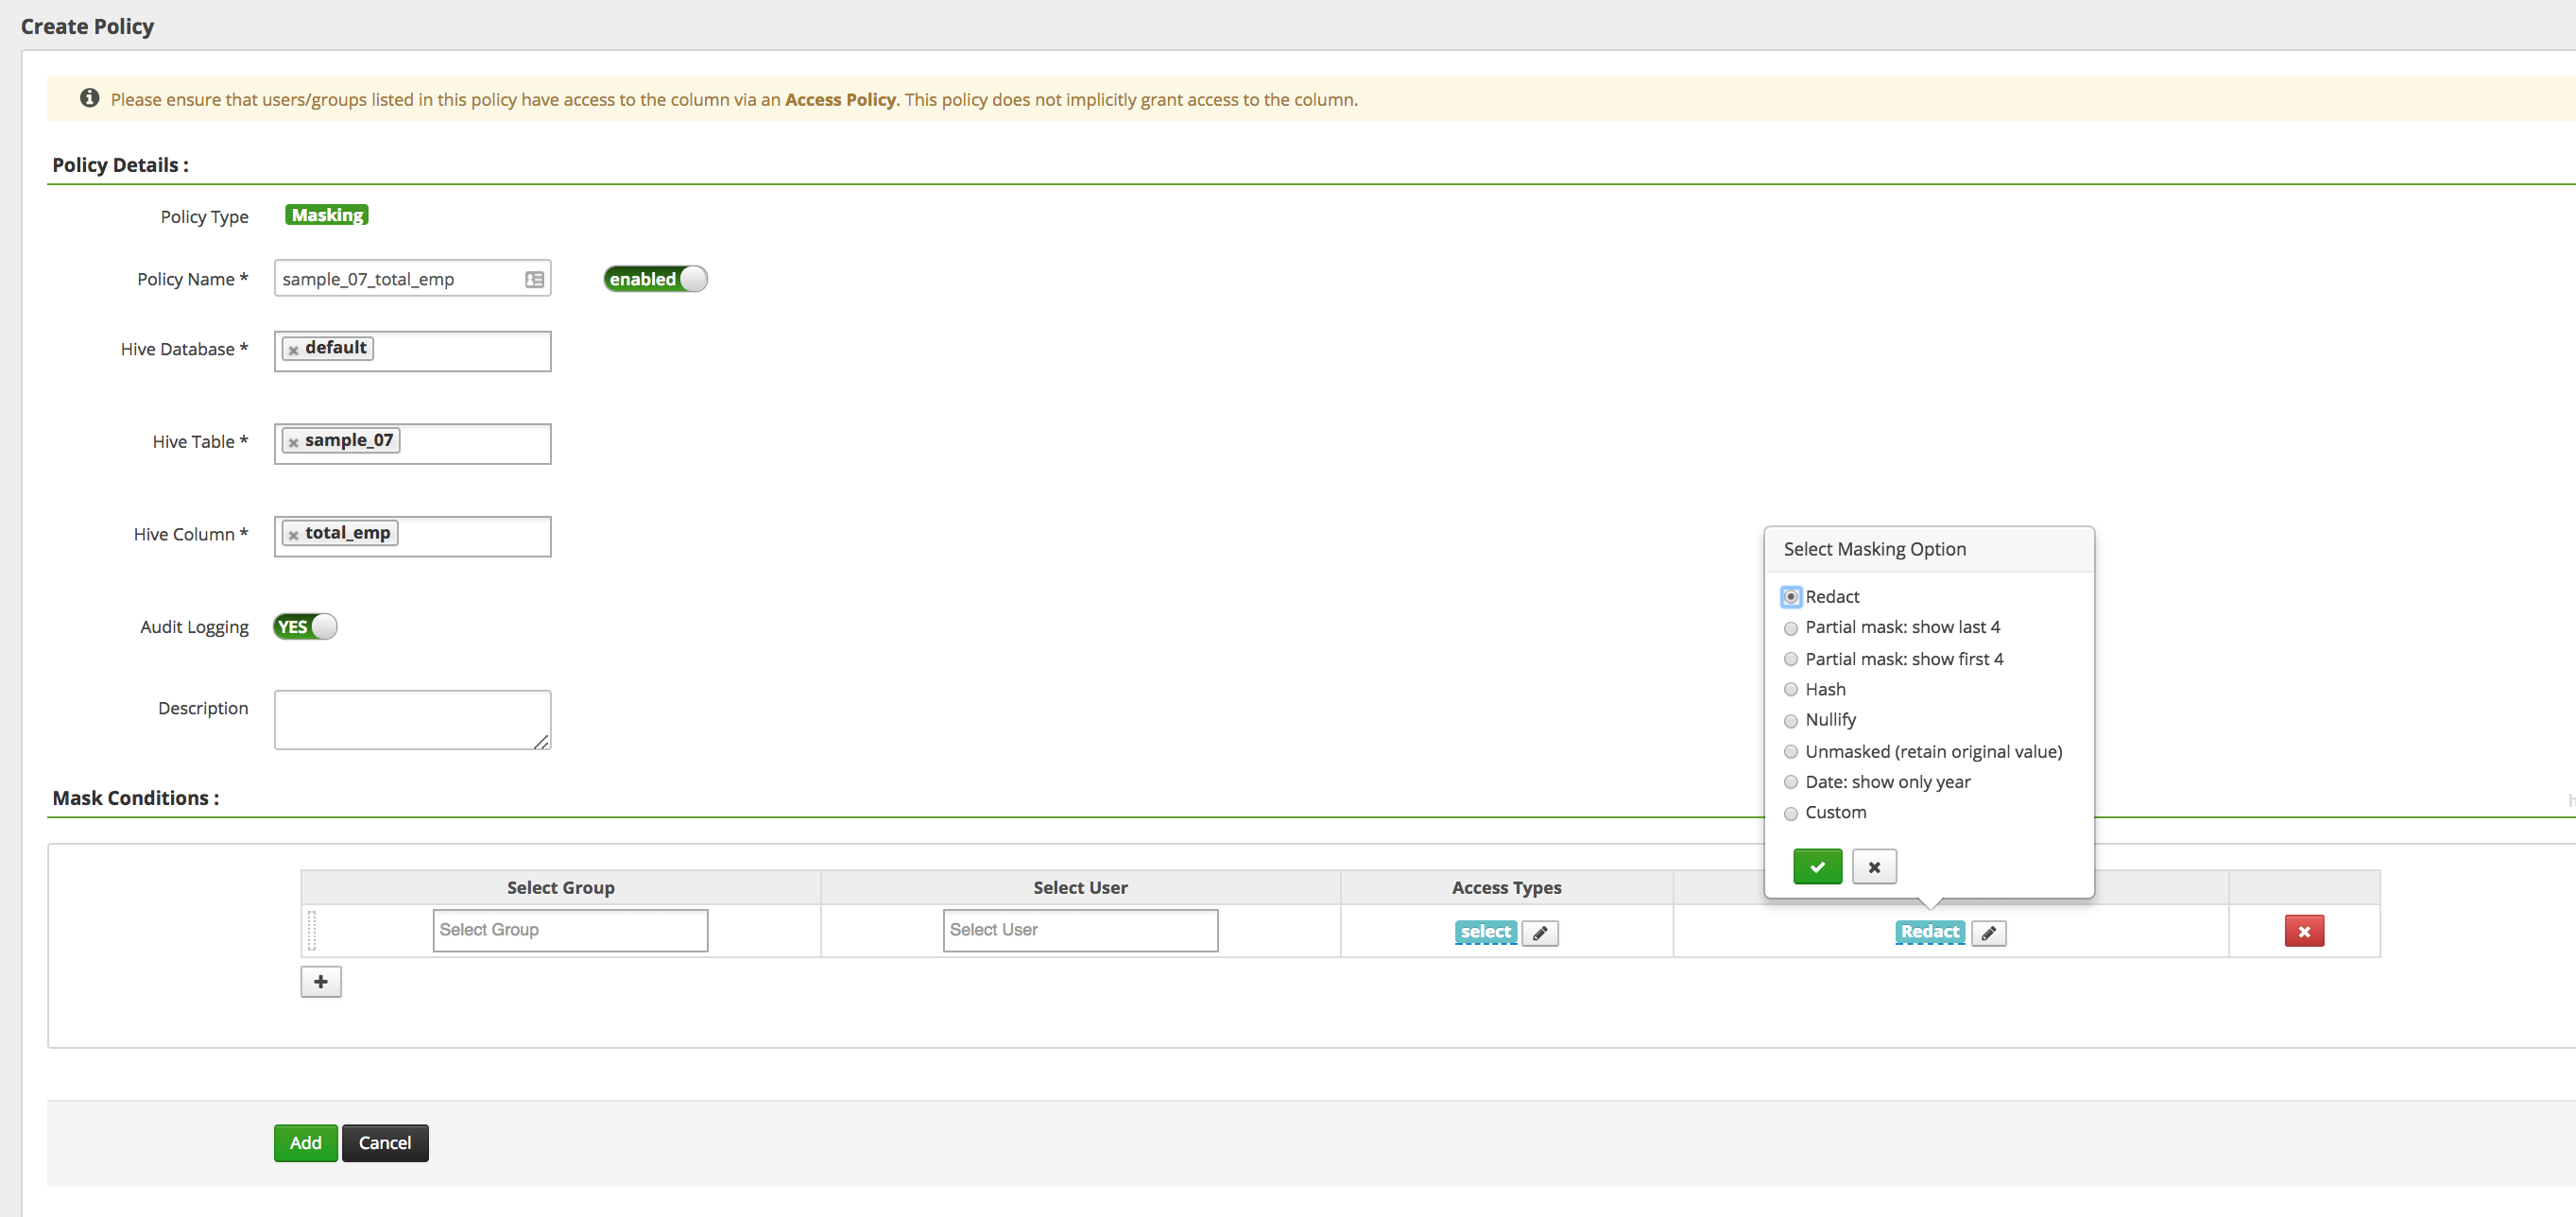 Create Policy
Please ensure that users/groups listed in this policy have access to the column via an Access Policy. This policy does not implicitly grant access to the column.
Policy Details :
Policy Type Masking
Policy Name * sample_07_total_emp enabled
Hive Database * × default
Hive Table * × sample_07
Hive Column * × total_emp
Audit Logging YES
Description
Select Masking Option
Redact
Partial mask: show last 4
Partial mask: show first 4
Hash
Nullify
Unmasked (retain original value)
Date: show only year
Custom
Mask Conditions :
Select Group Select User Access Types
Select Group Select User select Redact
+
Add Cancel